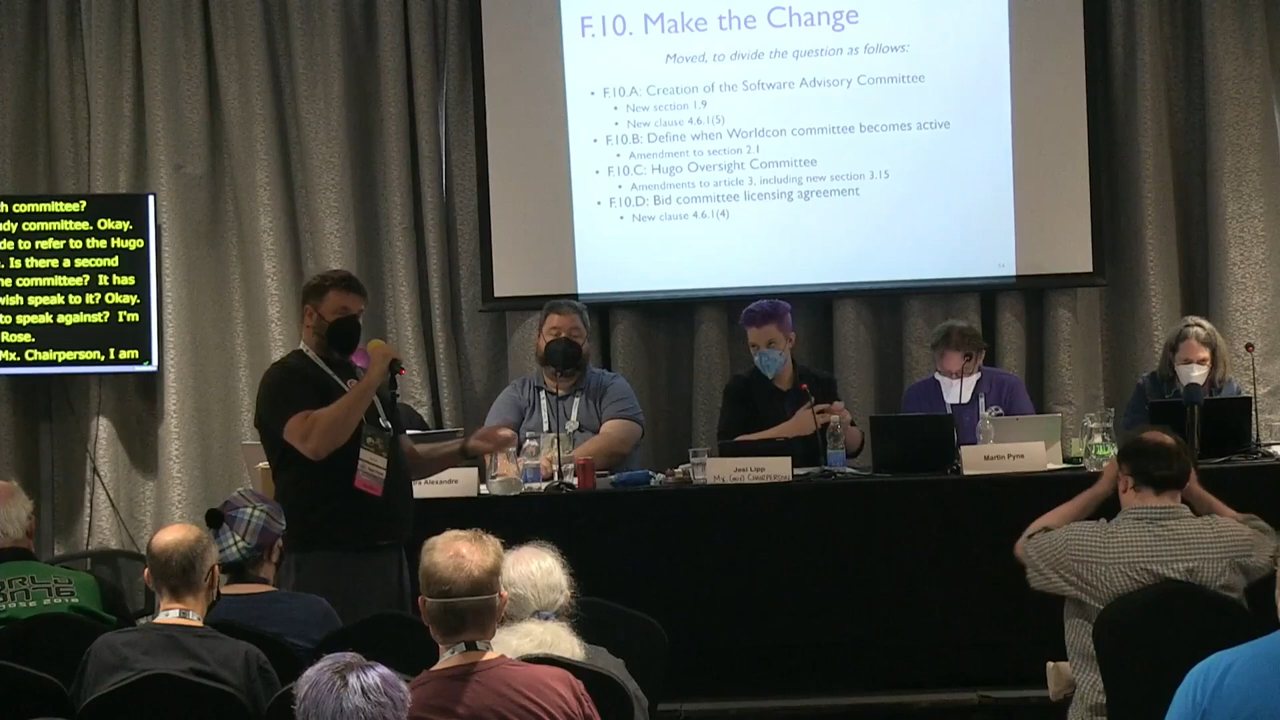 F.10. Make the Change
Moved, to divide the question as follows:
• F.10.A: Creation of the Software Advisory Committee
• New section 1.9
• New clause 4.6.1(5)
• F.10.B: Define when Worldcon committee becomes active
• Amendment to section 2.1
• F.10.C: Hugo Oversight Committee
• Amendments to article 3, including new section 3.15
• F.10.D: Bid committee licensing agreement
• New clause 4.6.1(4)
committee?
committee. Okay.
to refer to the Hugo
. Is there a second
committee? It has
wish speak to it? Okay.
to speak against? I'm
Rose.
Mx. Chairperson, I am
Alexandre
Jesi Lipp
Mx. CHAIRPERSON
Martin Pyne